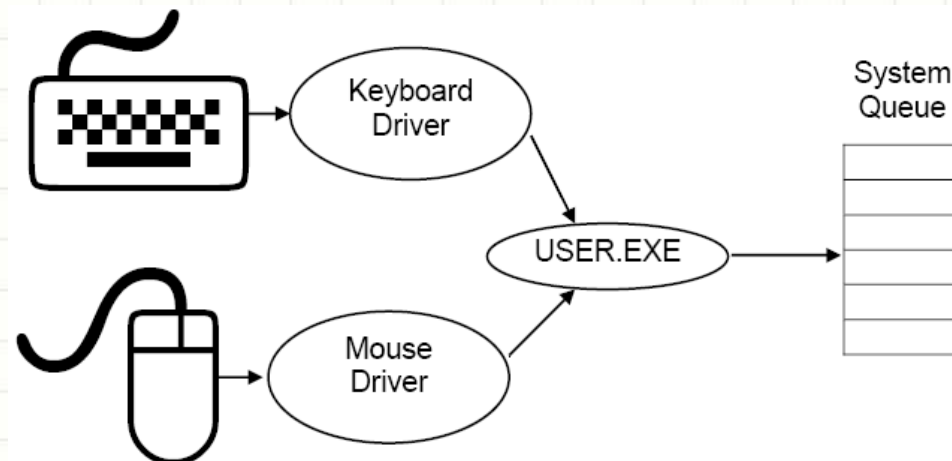 Keyboard
Driver
System
Queue
USER.EXE
Mouse
Driver